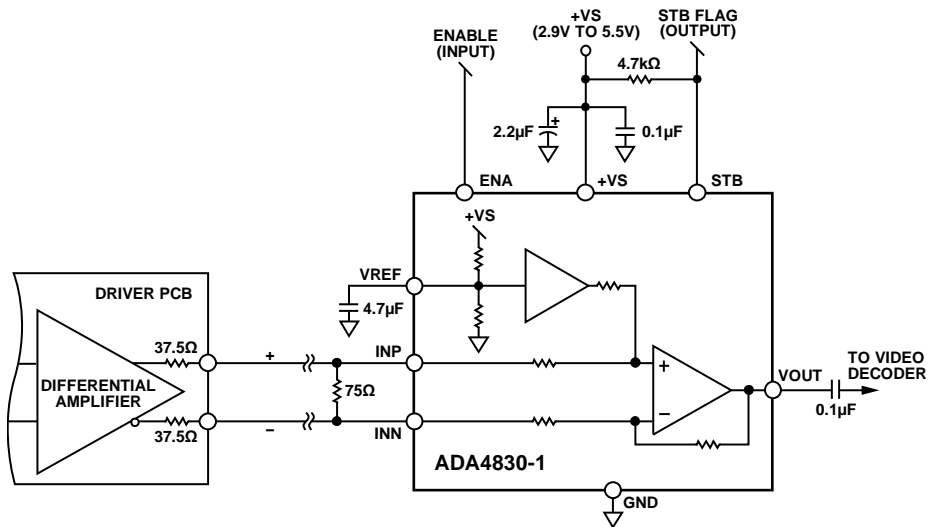 +VS
(2.9V TO 5.5V)
STB FLAG
(OUTPUT)
ENABLE
(INPUT)
4.7kΩ
2.2µF
+
0.1µF
ENA
+VS
STB
+VS
VREF
4.7µF
DRIVER PCB
37.5Ω
+
INP
DIFFERENTIAL
AMPLIFIER
75Ω
37.5Ω
–
INN
+
–
VOUT
TO VIDEO
DECODER
0.1µF
ADA4830-1
GND